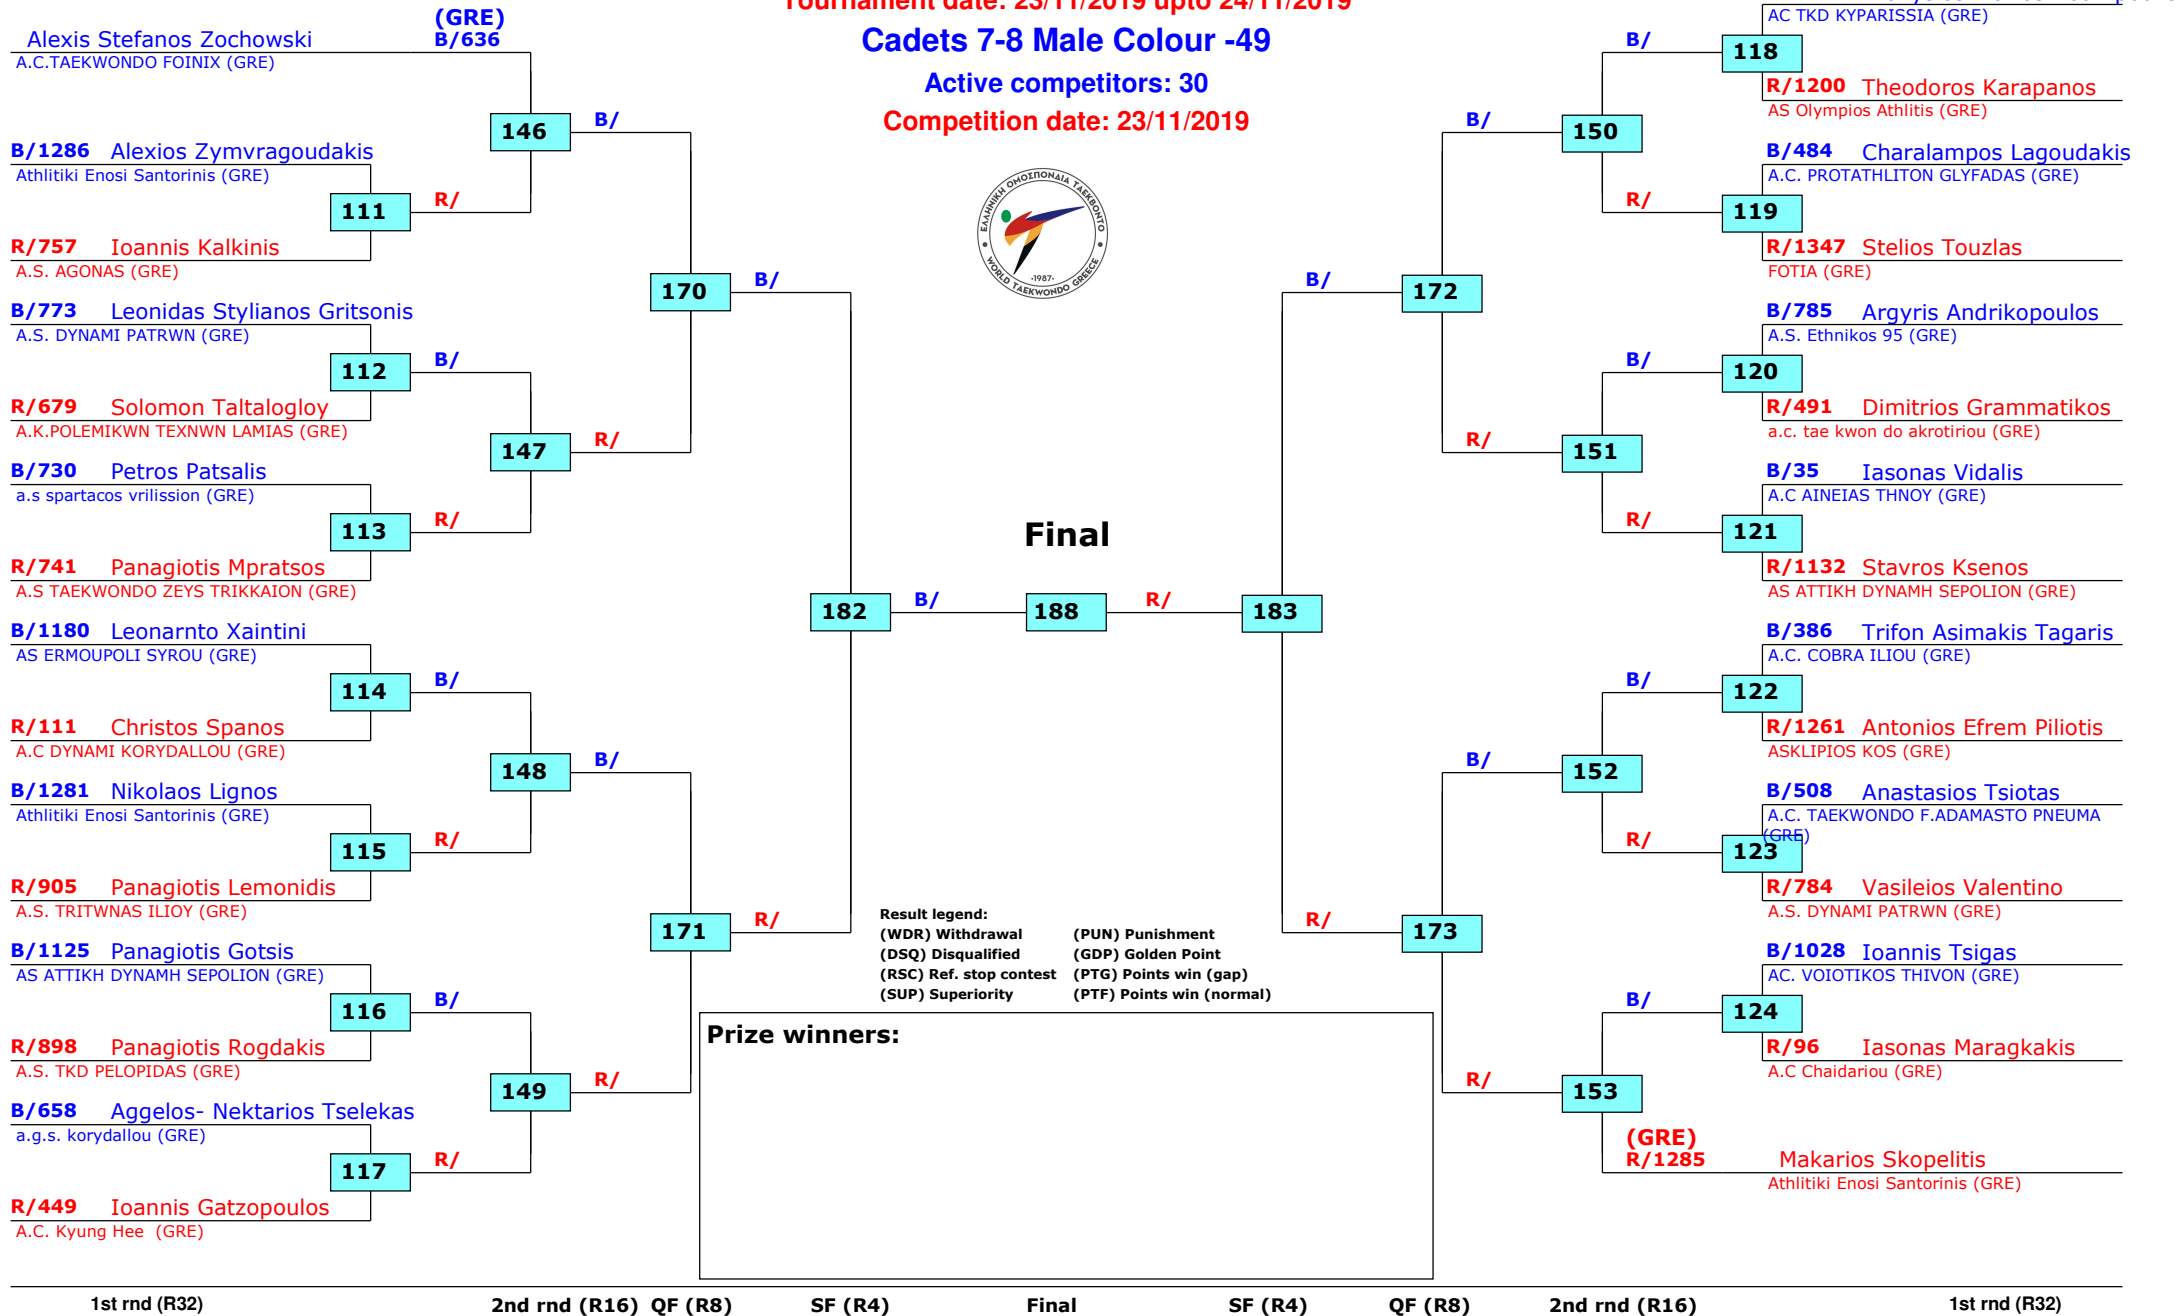 Tournament date: 23/11/2019 upto 24/11/2019
Cadets 7-8 Male Colour -49
Active competitors: 30
Competition date: 23/11/2019
ΕΛΛΗΝΙΚΗ ΟΜΟΣΠΟΝΔΙΑ ΤΑΕΚΒΟΝΤΟ
·1987·
WORLD TAEKWONDO GREECE
(GRE)
Alexis Stefanos Zochowski B/636
A.C.TAEKWONDO FOINIX (GRE)
146
B/
B/1286 Alexios Zymvragoudakis
Athlitiki Enosi Santorinis (GRE)
111
R/
R/757 Ioannis Kalkinis
A.S. AGONAS (GRE)
170
B/
B/773 Leonidas Stylianos Gritsonis
A.S. DYNAMI PATRWN (GRE)
112
B/
R/679 Solomon Taltalogloy
A.K.POLEMIKWN TEXNWN LAMIAS (GRE)
147
R/
B/730 Petros Patsalis
a.s spartacos vrilission (GRE)
113
R/
R/741 Panagiotis Mpratsos
A.S TAEKWONDO ZEYS TRIKKAION (GRE)
182
B/
B/1180 Leonarnto Xaintini
AS ERMOUPOLI SYROU (GRE)
114
B/
R/111 Christos Spanos
A.C DYNAMI KORYDALLOU (GRE)
148
B/
B/1281 Nikolaos Lignos
Athlitiki Enosi Santorinis (GRE)
115
R/
R/905 Panagiotis Lemonidis
A.S. TRITWNAS ILIOY (GRE)
171
R/
B/1125 Panagiotis Gotsis
AS ATTIKH DYNAMH SEPOLION (GRE)
116
B/
R/898 Panagiotis Rogdakis
A.S. TKD PELOPIDAS (GRE)
149
R/
B/658 Aggelos- Nektarios Tselekas
a.g.s. korydallou (GRE)
117
R/
R/449 Ioannis Gatzopoulos
A.C. Kyung Hee (GRE)
Final
188
R/
183
AC TKD KYPARISSIA (GRE)
B/
118
R/1200 Theodoros Karapanos
AS Olympios Athlitis (GRE)
B/
150
B/484 Charalampos Lagoudakis
A.C. PROTATHLITON GLYFADAS (GRE)
R/
119
R/1347 Stelios Touzlas
FOTIA (GRE)
B/
172
B/785 Argyris Andrikopoulos
A.S. Ethnikos 95 (GRE)
B/
120
R/491 Dimitrios Grammatikos
a.c. tae kwon do akrotiriou (GRE)
R/
151
B/35 Iasonas Vidalis
A.C AINEIAS THNOY (GRE)
R/
121
R/1132 Stavros Ksenos
AS ATTIKH DYNAMH SEPOLION (GRE)
B/386 Trifon Asimakis Tagaris
A.C. COBRA ILIOU (GRE)
B/
122
R/1261 Antonios Efrem Piliotis
ASKLIPIOS KOS (GRE)
B/
152
B/508 Anastasios Tsiotas
A.C. TAEKWONDO F.ADAMASTO PNEUMA
(GRE)
R/
123
R/784 Vasileios Valentino
A.S. DYNAMI PATRWN (GRE)
R/
173
B/1028 Ioannis Tsigas
AC. VOIOTIKOS THIVON (GRE)
B/
124
R/96 Iasonas Maragkakis
A.C Chaidariou (GRE)
R/
153
(GRE)
R/1285 Makarios Skopelitis
Athlitiki Enosi Santorinis (GRE)
Result legend:
(WDR) Withdrawal (PUN) Punishment
(DSQ) Disqualified (GDP) Golden Point
(RSC) Ref. stop contest (PTG) Points win (gap)
(SUP) Superiority (PTF) Points win (normal)
Prize winners:
1st rnd (R32) 2nd rnd (R16) QF (R8) SF (R4) Final SF (R4) QF (R8) 2nd rnd (R16) 1st rnd (R32)